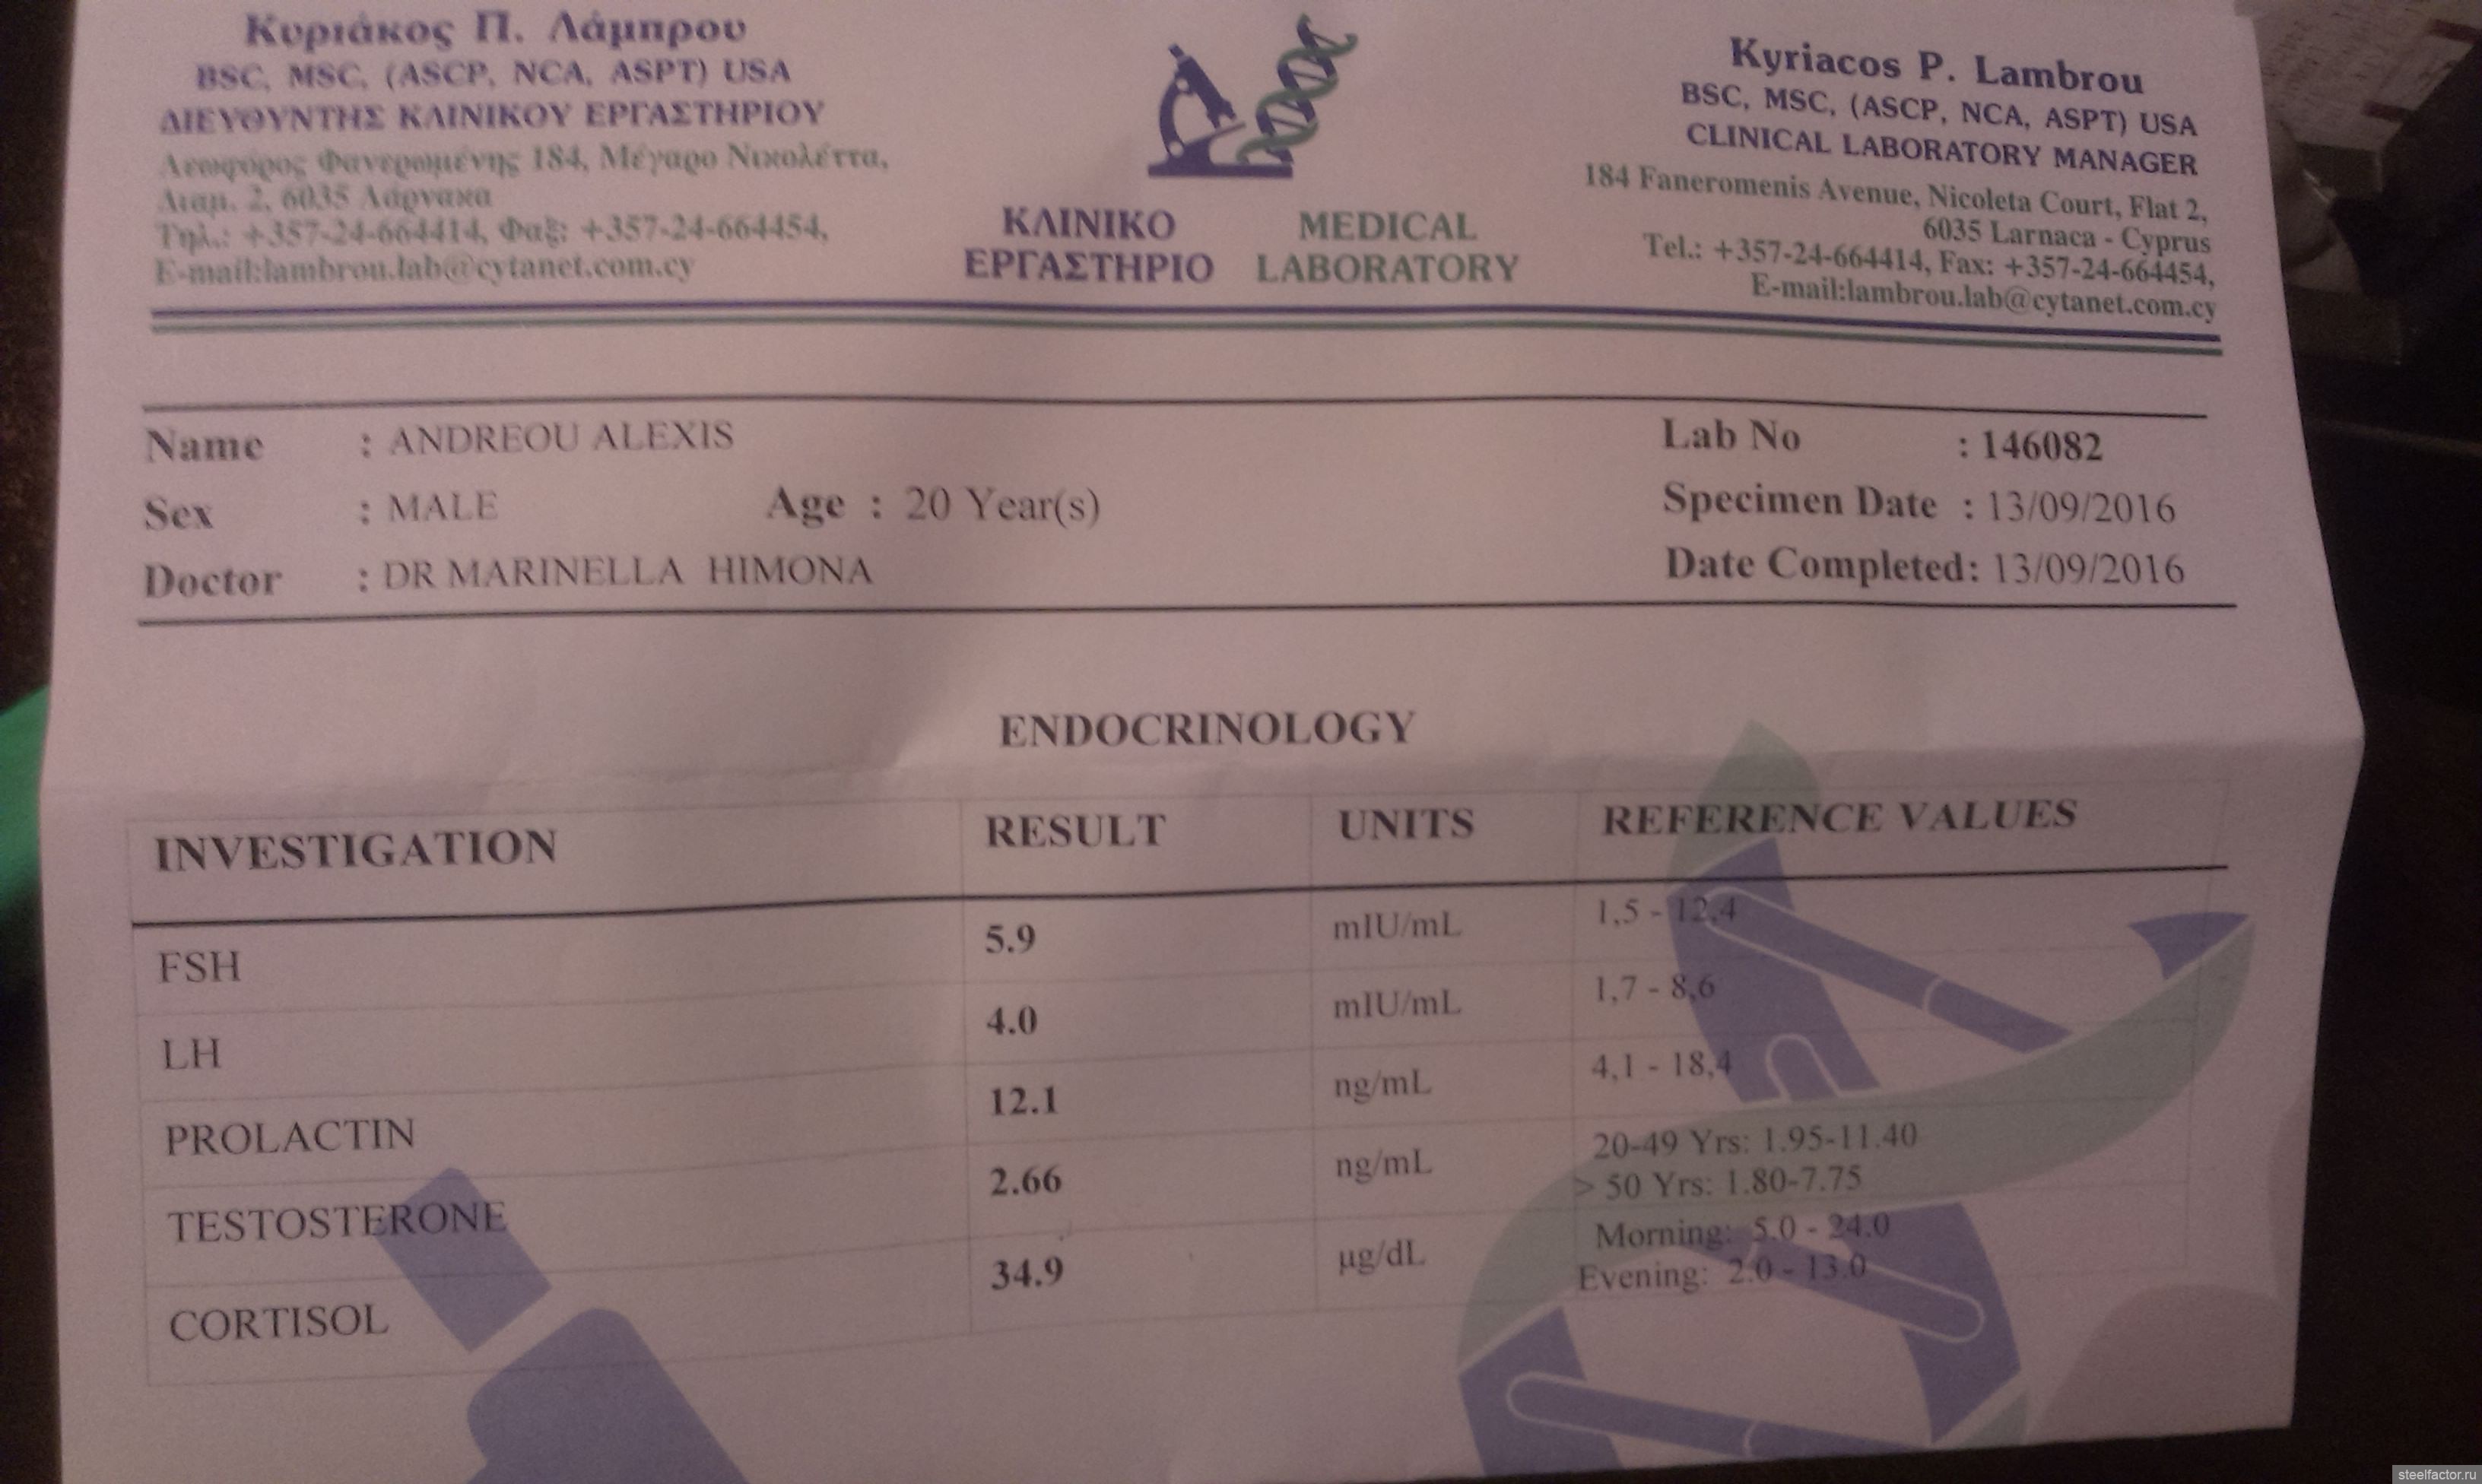 Κυριάκος Π. Λάμπρου
BSC, MSC, (ASCP, NCA, ASPT) USA
ΔΙΕΥΘΥΝΤΗΣ ΚΛΙΝΙΚΟΥ ΕΡΓΑΣΤΗΡΙΟΥ
Λεωφόρος Φανερωμένης 184, Μέγαρο Νικολέττα,
Διαμ. 2, 6035 Λάρνακα
Τηλ.: +357-24-664414, Φαξ: +357-24-664454,
E-mail:lambrou.lab@cytanet.com.cy
ΚΛΙΝΙΚΟ
ΕΡΓΑΣΤΗΡΙΟ
MEDICAL
LABORATORY
Kyriacos P. Lambrou
BSC, MSC, (ASCP, NCA, ASPT) USA
CLINICAL LABORATORY MANAGER
184 Faneromenis Avenue, Nicoleta Court, Flat 2,
6035 Larnaca - Cyprus
Tel.: +357-24-664414, Fax: +357-24-664454,
E-mail:lambrou.lab@cytanet.com.cy
Name : ANDREOU ALEXIS Lab No : 146082
Sex : MALE Age : 20 Year(s) Specimen Date : 13/09/2016
Doctor : DR MARINELLA HIMONA Date Completed: 13/09/2016
ENDOCRINOLOGY
INVESTIGATION RESULT UNITS REFERENCE VALUES
FSH 5.9 mIU/mL 1,5 - 12,4
LH 4.0 mIU/mL 1,7 - 8,6
PROLACTIN 12.1 ng/mL 4,1 - 18,4
TESTOSTERONE 2.66 ng/mL 20-49 Yrs: 1.95-11.40
> 50 Yrs: 1.80-7.75
CORTISOL 34.9 µg/dL Morning: 5.0 - 24.0
Evening: 2.0 - 13.0
steelfactor.ru